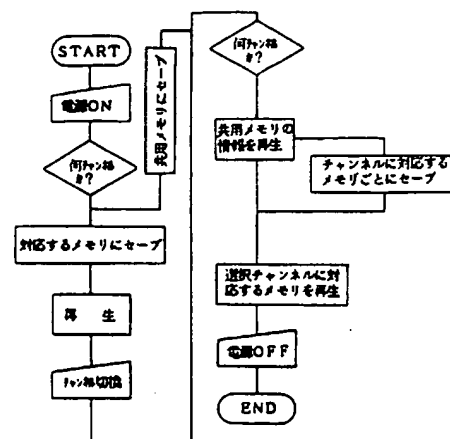 START
電源ON
何チャンネル
か?
対応するメモリにセーブ
再 生
チャンネル切換
共用メモリにセーブ
何チャンネル
か?
共用メモリの
情報を再生
チャンネルに対応する
メモリごとにセーブ
選択チャンネルに対
応するメモリを再生
電源OFF
END